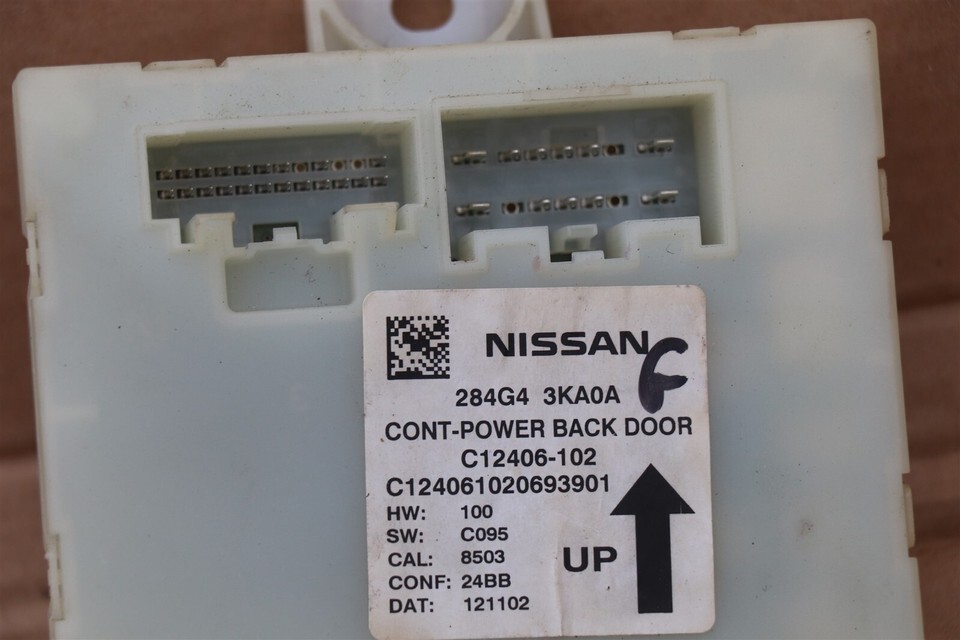 NISSAN F
284G4 3KA0A
CONT-POWER BACK DOOR
C12406-102
C124061020693901
HW: 100
SW: C095
CAL: 8503
CONF: 24BB
DAT: 121102
UP